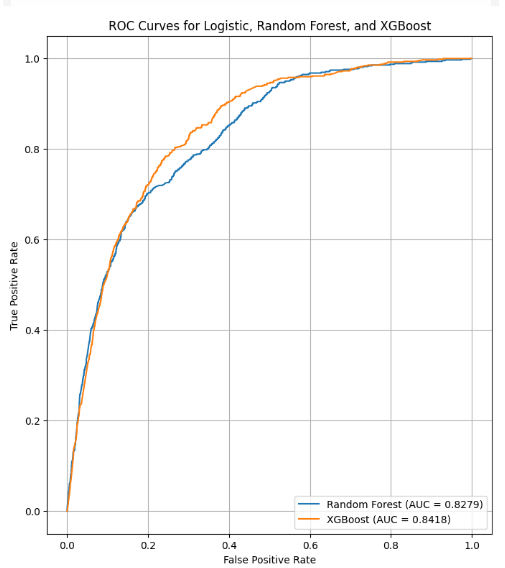 ROC Curves for Logistic, Random Forest, and XGBoost
1.0
0.8
0.6
0.4
0.2
0.0
True Positive Rate
0.0 0.2 0.4 0.6 0.8 1.0
False Positive Rate
Random Forest (AUC = 0.8279)
XGBoost (AUC = 0.8418)